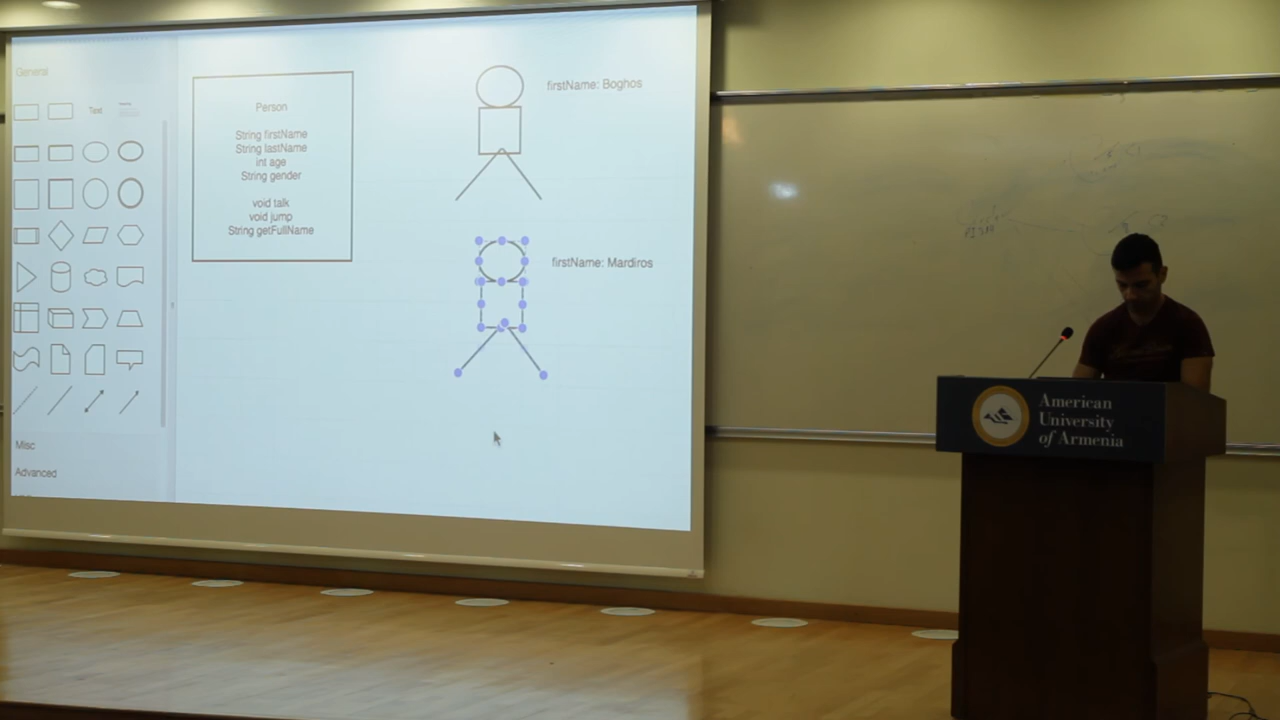 General
Text
Misc
Advanced
Person
String firstName
String lastName
int age
String gender
void talk
void jump
String getFullName
firstName: Boghos
firstName: Mardiros
American
University
of Armenia